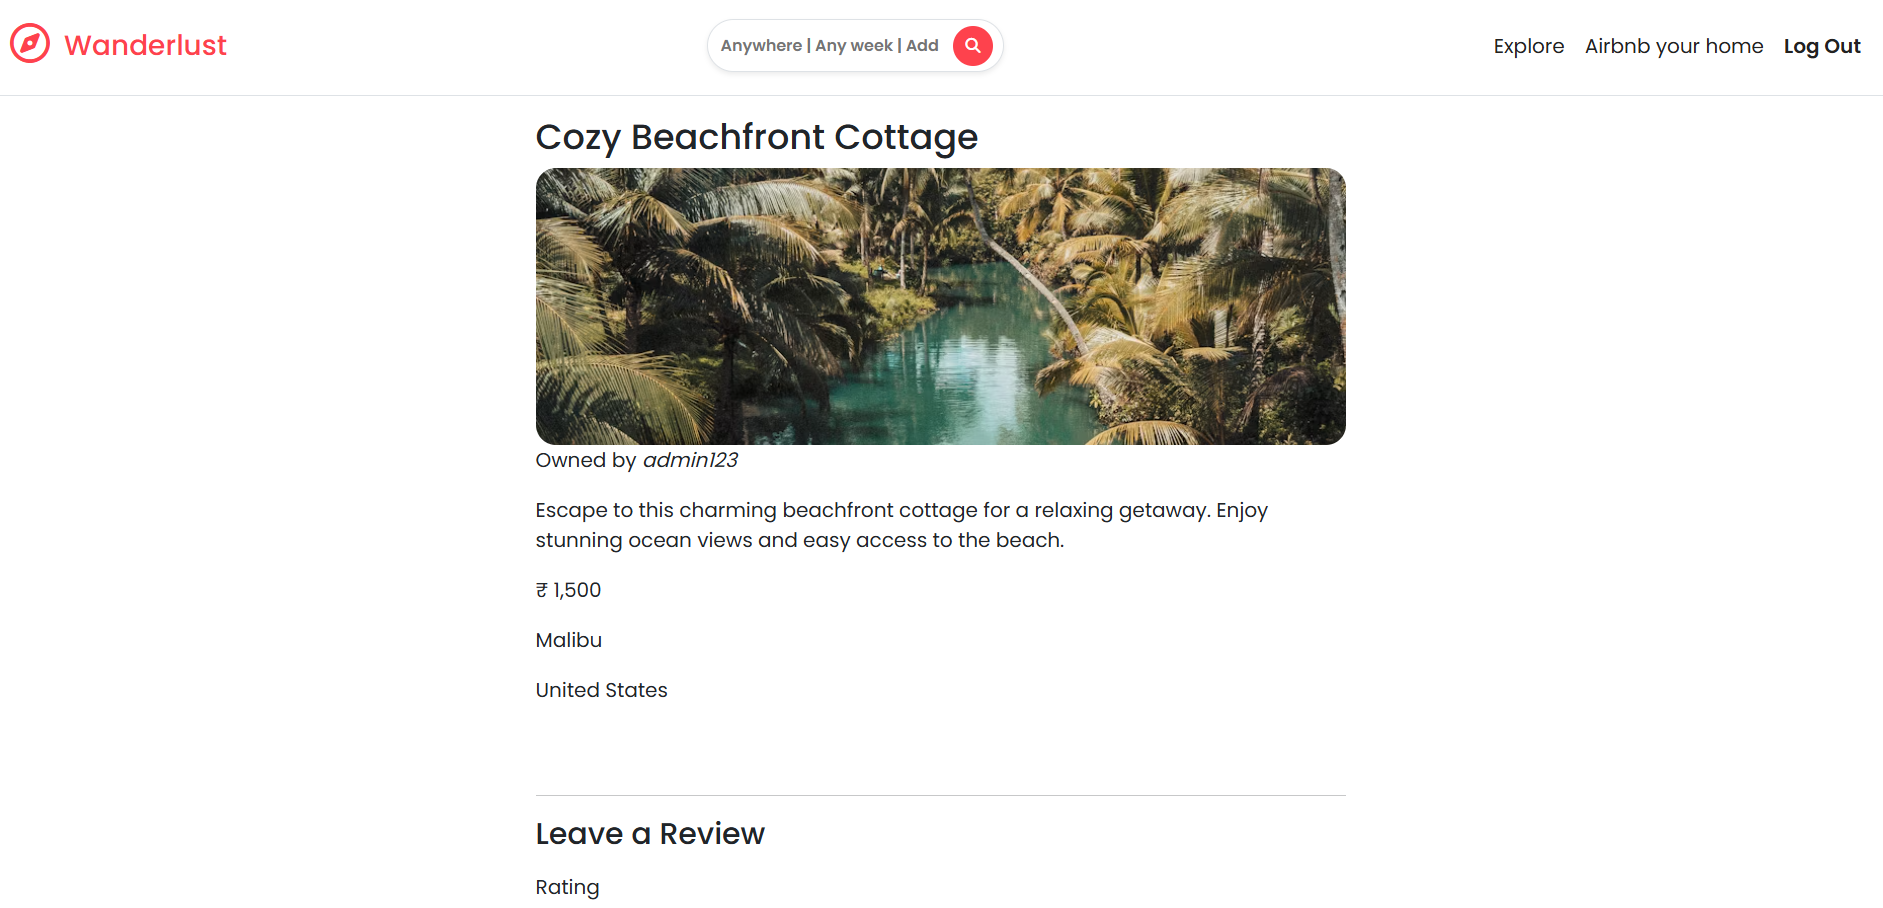 Wanderlust
Anywhere | Any week | Add
Explore Airbnb your home Log Out
Cozy Beachfront Cottage
Owned by admin123
Escape to this charming beachfront cottage for a relaxing getaway. Enjoy
stunning ocean views and easy access to the beach.
₹ 1,500
Malibu
United States
Leave a Review
Rating